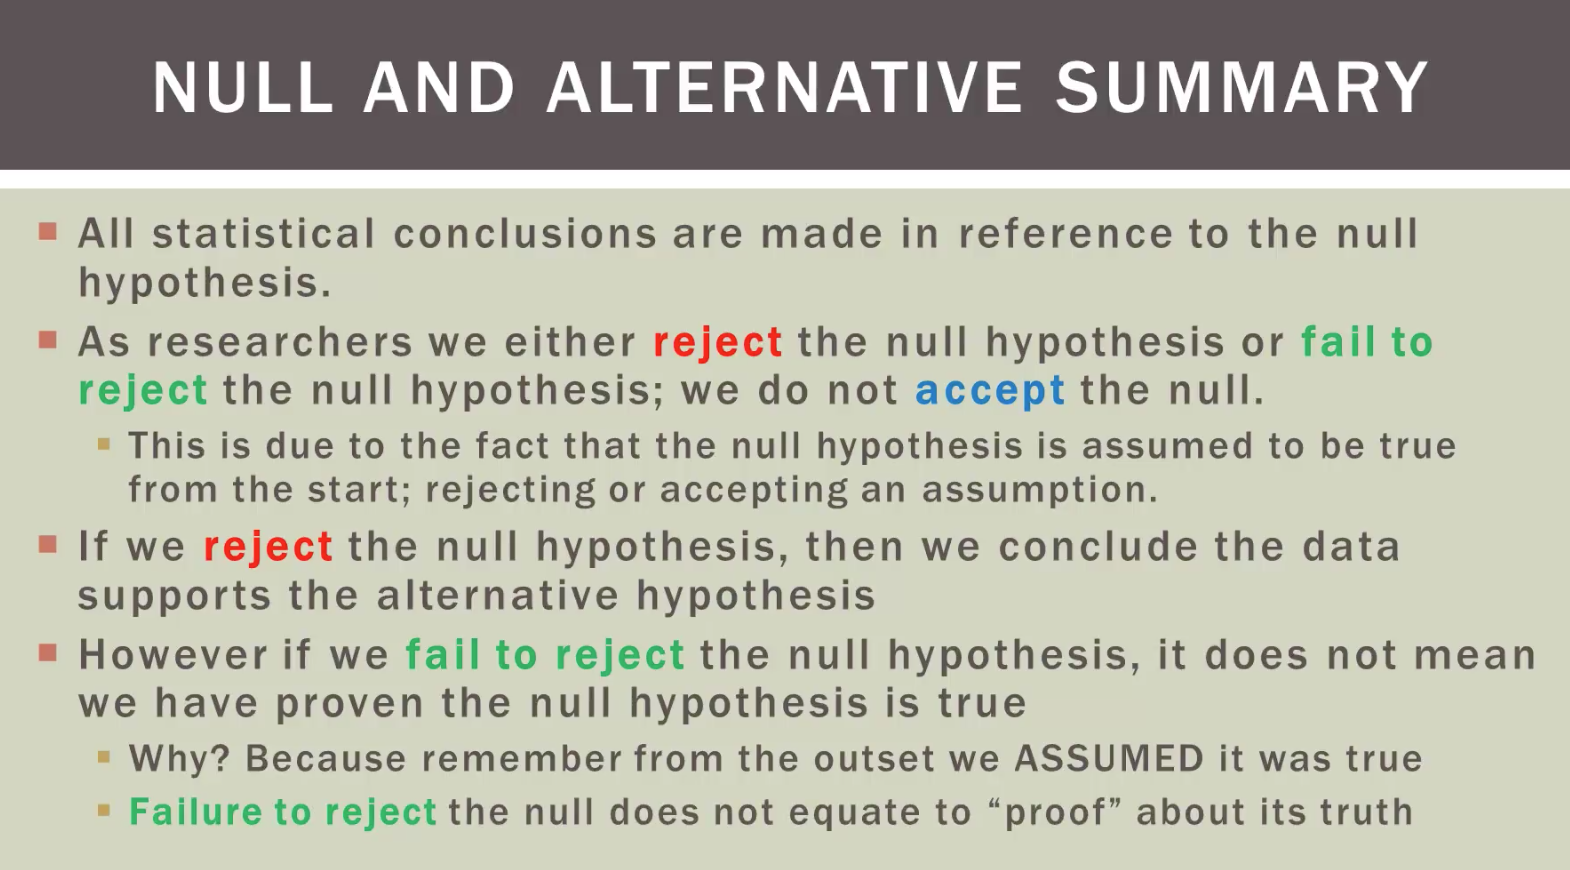 NULL AND ALTERNATIVE SUMMARY
All statistical conclusions are made in reference to the null
hypothesis.
As researchers we either reject the null hypothesis or fail to
reject the null hypothesis; we do not accept the null.
This is due to the fact that the null hypothesis is assumed to be true
from the start; rejecting or accepting an assumption.
If we reject the null hypothesis, then we conclude the data
supports the alternative hypothesis
However if we fail to reject the null hypothesis, it does not mean
we have proven the null hypothesis is true
Why? Because remember from the outset we ASSUMED it was true
Failure to reject the null does not equate to “proof” about its truth